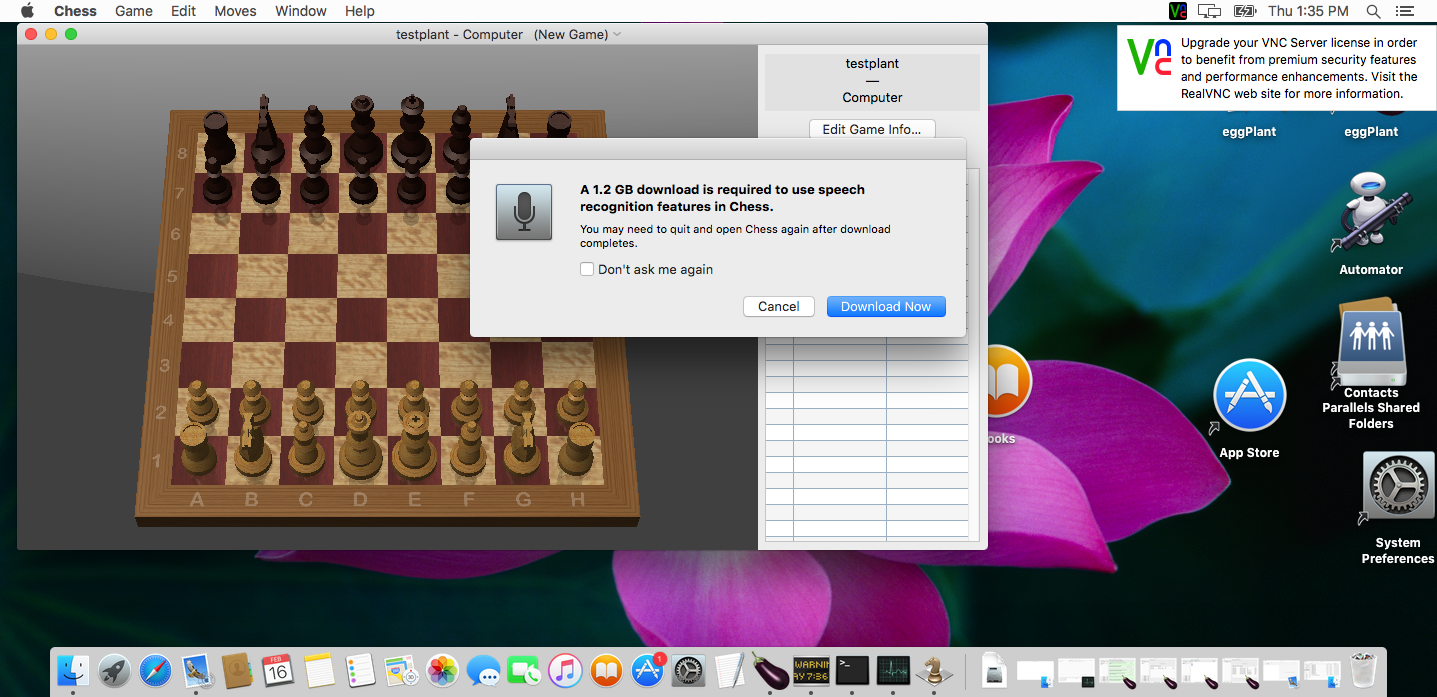 Chess Game Edit Moves Window Help
Thu 1:35 PM
testplant - Computer (New Game)
Upgrade your VNC Server license in order
to benefit from premium security features
and performance enhancements. Visit the
RealVNC web site for more information.
testplant
—
Computer
Edit Game Info...
eggPlant
eggPlant
A 1.2 GB download is required to use speech
recognition features in Chess.
You may need to quit and open Chess again after download
completes.
Don't ask me again
Cancel
Download Now
8
7
6
5
4
3
2
1
A B C D E F G H
Automator
Contacts
Parallels Shared
Folders
ooks
App Store
System
Preferences
FEB
16
1
WARNIN
AY 7:36